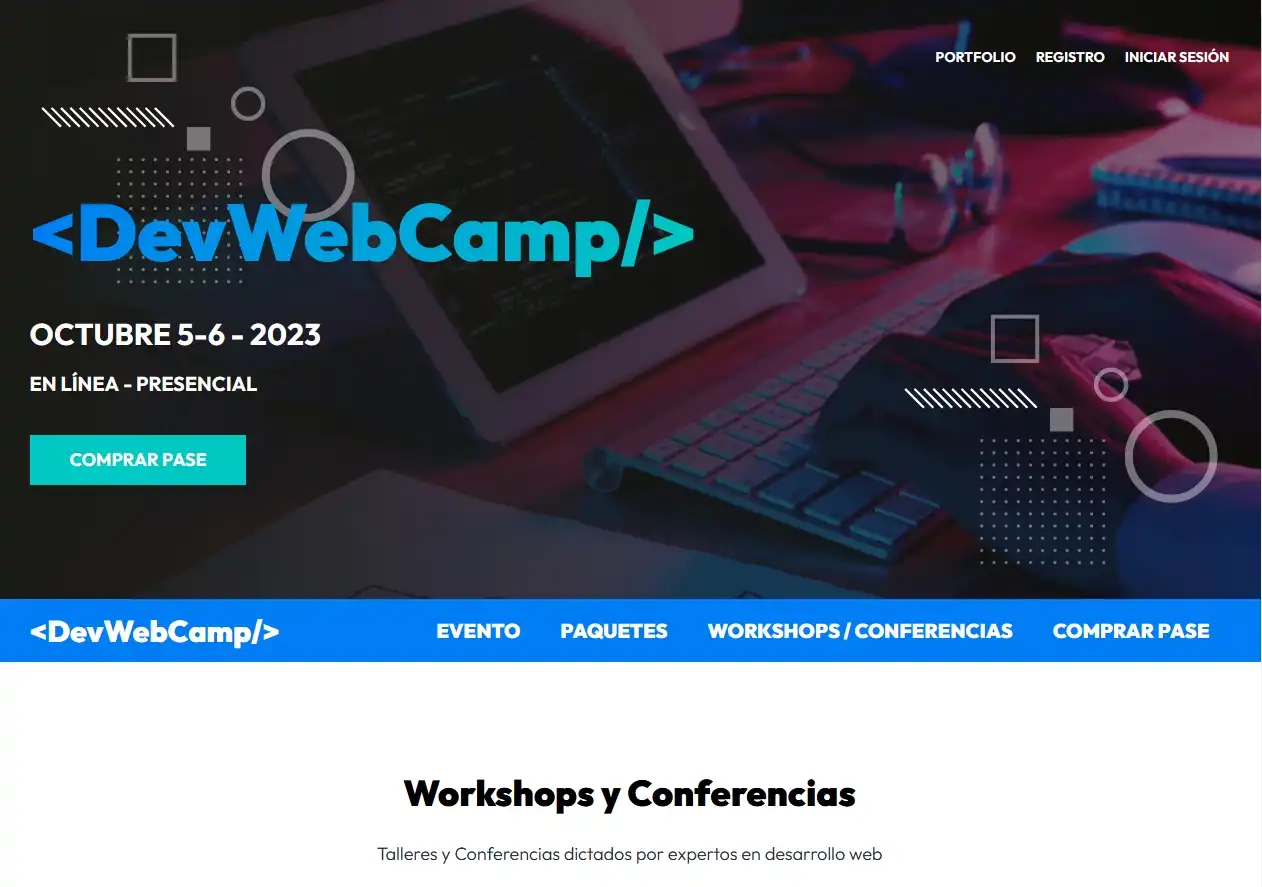 PORTFOLIO REGISTRO INICIAR SESIÓN
<DevWebCamp/>
OCTUBRE 5-6 - 2023
EN LÍNEA - PRESENCIAL
COMPRAR PASE
<DevWebCamp/> EVENTO PAQUETES WORKSHOPS / CONFERENCIAS COMPRAR PASE
Workshops y Conferencias
Talleres y Conferencias dictados por expertos en desarrollo web